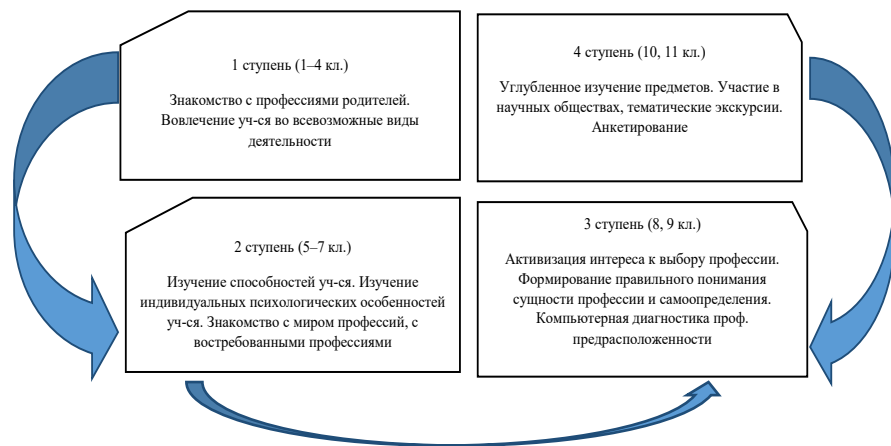 1 ступень (1–4 кл.)
Знакомство с профессиями родителей.
Вовлечение уч-ся во всевозможные виды
деятельности
4 ступень (10, 11 кл.)
Углубленное изучение предметов. Участие в
научных обществах, тематические экскурсии.
Анкетирование
2 ступень (5–7 кл.)
Изучение способностей уч-ся. Изучение
индивидуальных психологических особенностей
уч-ся. Знакомство с миром профессий, с
востребованными профессиями
3 ступень (8, 9 кл.)
Активизация интереса к выбору профессии.
Формирование правильного понимания
сущности профессии и самоопределения.
Компьютерная диагностика проф.
предрасположенности